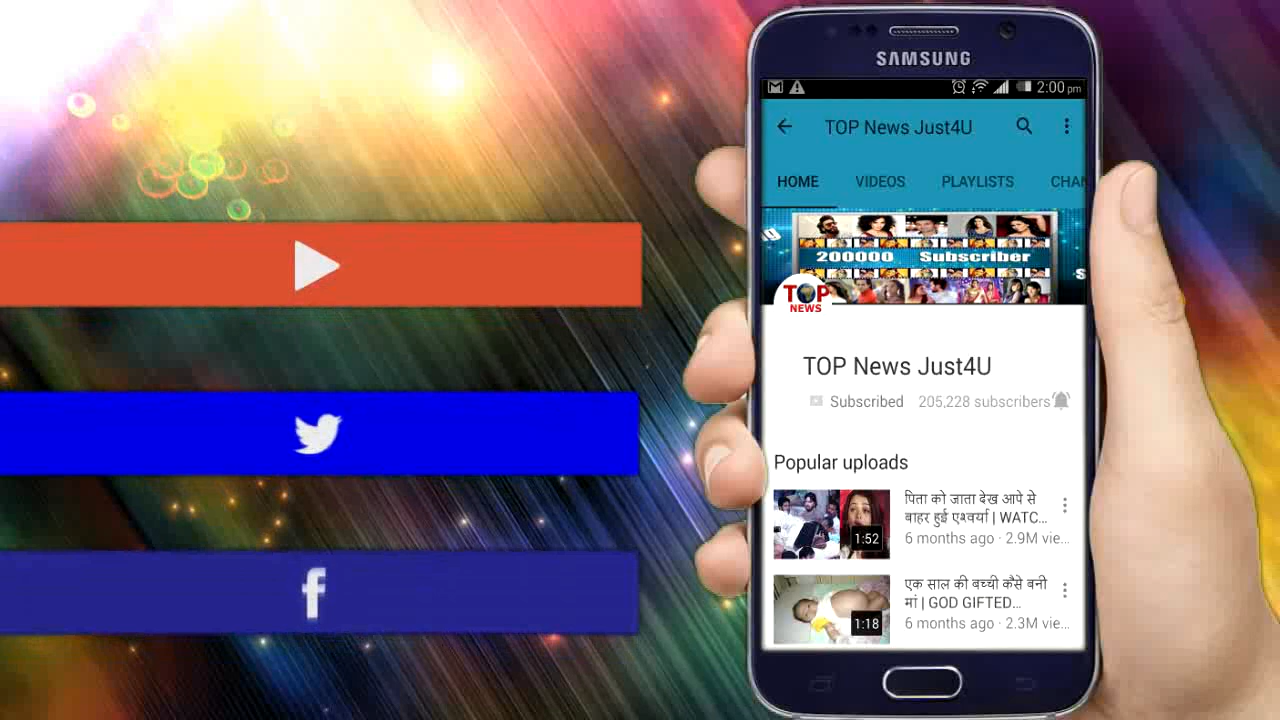 SAMSUNG
2:00 pm
TOP News Just4U
HOME VIDEOS PLAYLISTS CHAN
200000 Subscriber
TOP
NEWS
TOP News Just4U
Subscribed 205,228 subscribers
Popular uploads
पिता को जाता देख आपे से
बाहर हुई एश्वर्या | WATC...
6 months ago · 2.9M vie...
1:52
एक साल की बच्ची कैसे बनी
मां | GOD GIFTED...
6 months ago · 2.3M vie...
1:18